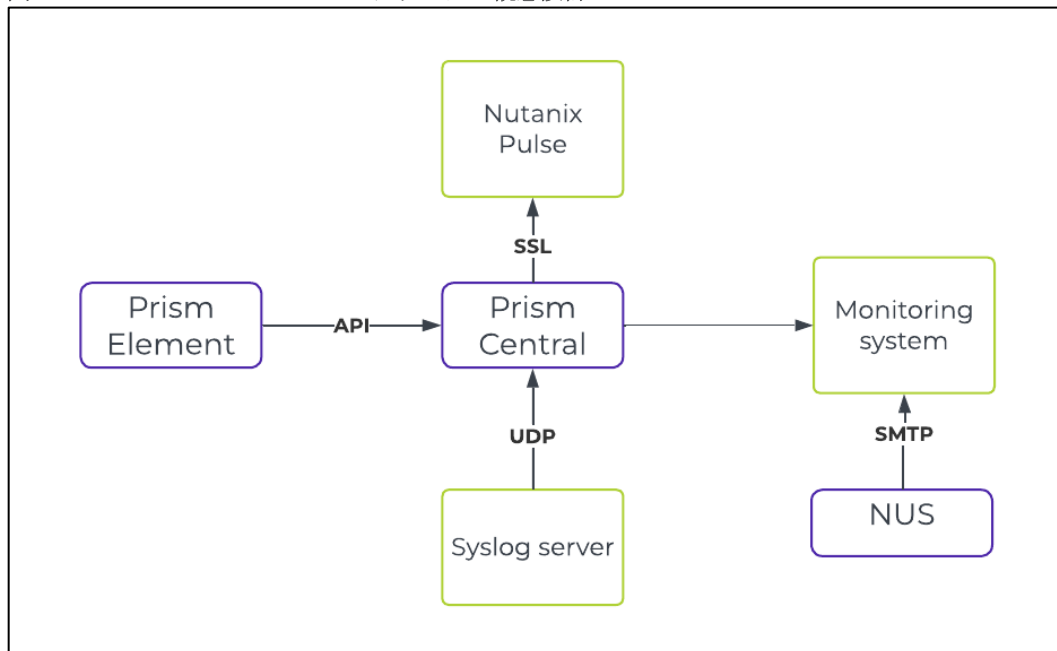 Nutanix
Pulse
SSL
Prism
Element
API
Prism
Central
Monitoring
system
UDP
SMTP
Syslog server
NUS